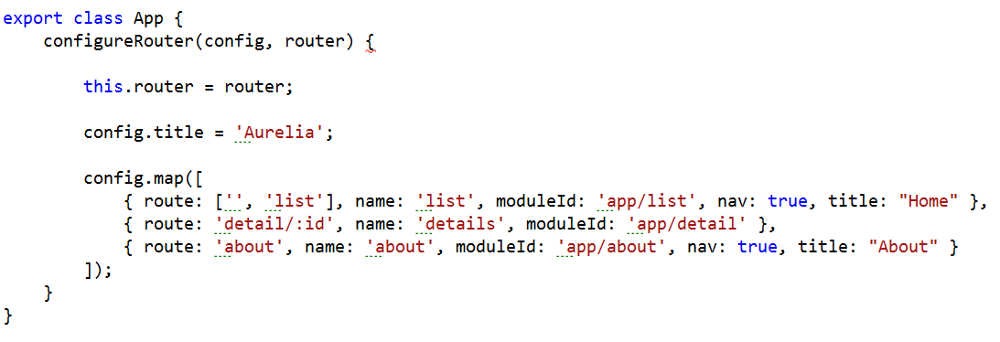 export class App {
    configureRouter(config, router) {

        this.router = router;

        config.title = 'Aurelia';

        config.map([
            { route: ['', 'list'], name: 'list', moduleId: 'app/list', nav: true, title: "Home" },
            { route: 'detail/:id', name: 'details', moduleId: 'app/detail' },
            { route: 'about', name: 'about', moduleId: 'app/about', nav: true, title: "About" }
        ]);
    }
}